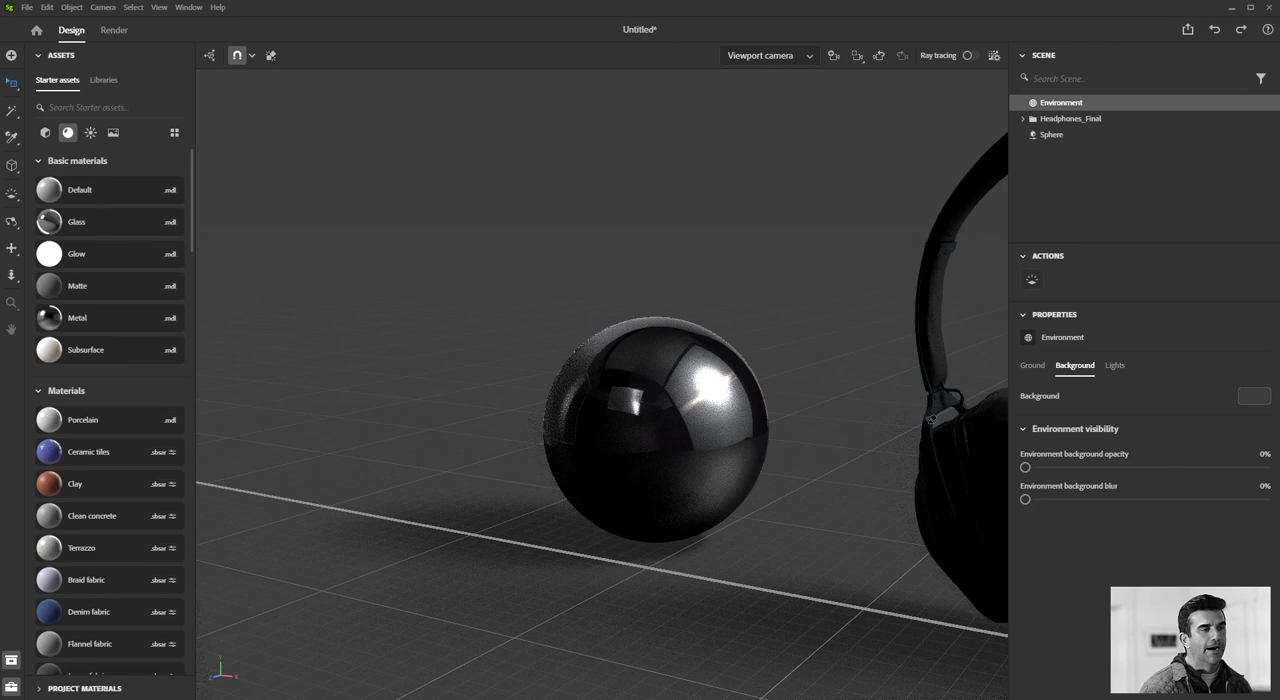 Sg File Edit Object Camera Select View Window Help
Design Render Untitled*
ASSETS
Starter assets Libraries
Search Starter assets..
Basic materials
Default .mdl
Glass .mdl
Glow .mdl
Matte .mdl
Metal .mdl
Subsurface .mdl
Materials
Porcelain .mdl
Ceramic tiles .sbsar
Clay .sbsar
Clean concrete .sbsar
Terrazzo .sbsar
Braid fabric .sbsar
Denim fabric .sbsar
Flannel fabric .sbsar
PROJECT MATERIALS
Viewport camera Ray tracing
Y
Z X
SCENE
Search Scene..
Environment
Headphones_Final
Sphere
ACTIONS
PROPERTIES
Environment
Ground Background Lights
Background
Environment visibility
Environment background opacity 0%
Environment background blur 0%